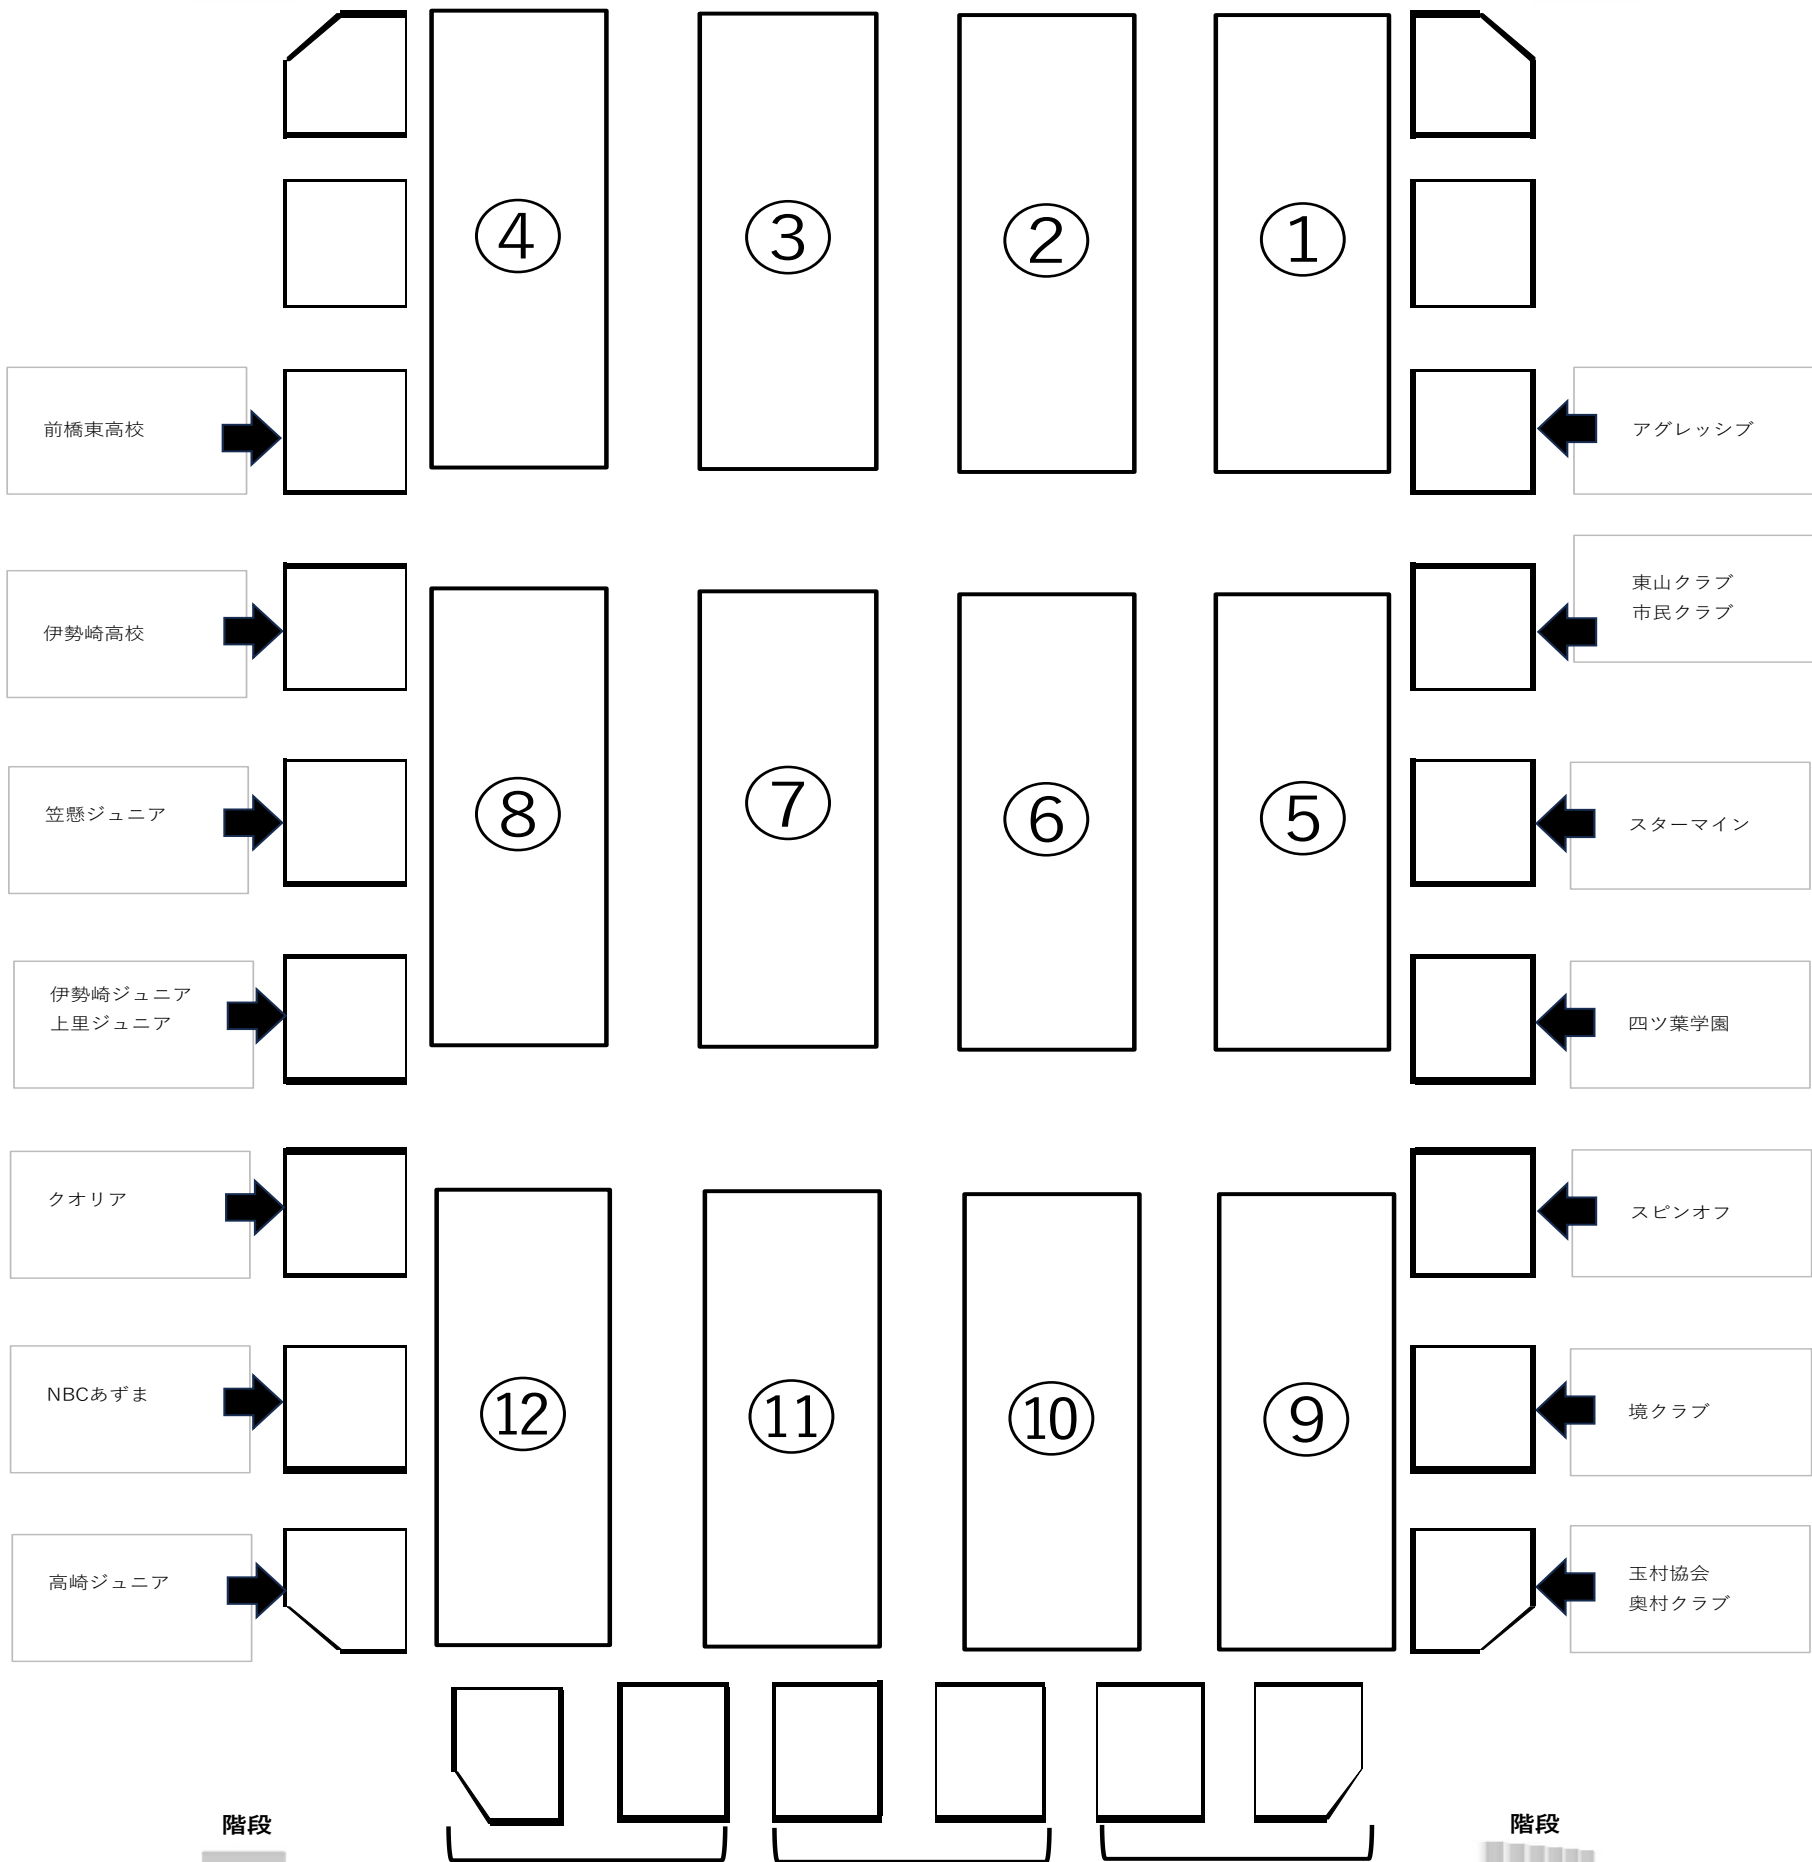 ④ ③ ② ①
前橋東高校
アグレッシブ
東山クラブ
市民クラブ
伊勢崎高校
⑧ ⑦ ⑥ ⑤
笠懸ジュニア
スターマイン
伊勢崎ジュニア
上里ジュニア
四ツ葉学園
クオリア
スピンオフ
NBCあずま
境クラブ
⑫ ⑪ ⑩ ⑨
高崎ジュニア
玉村協会
奥村クラブ
階段
階段